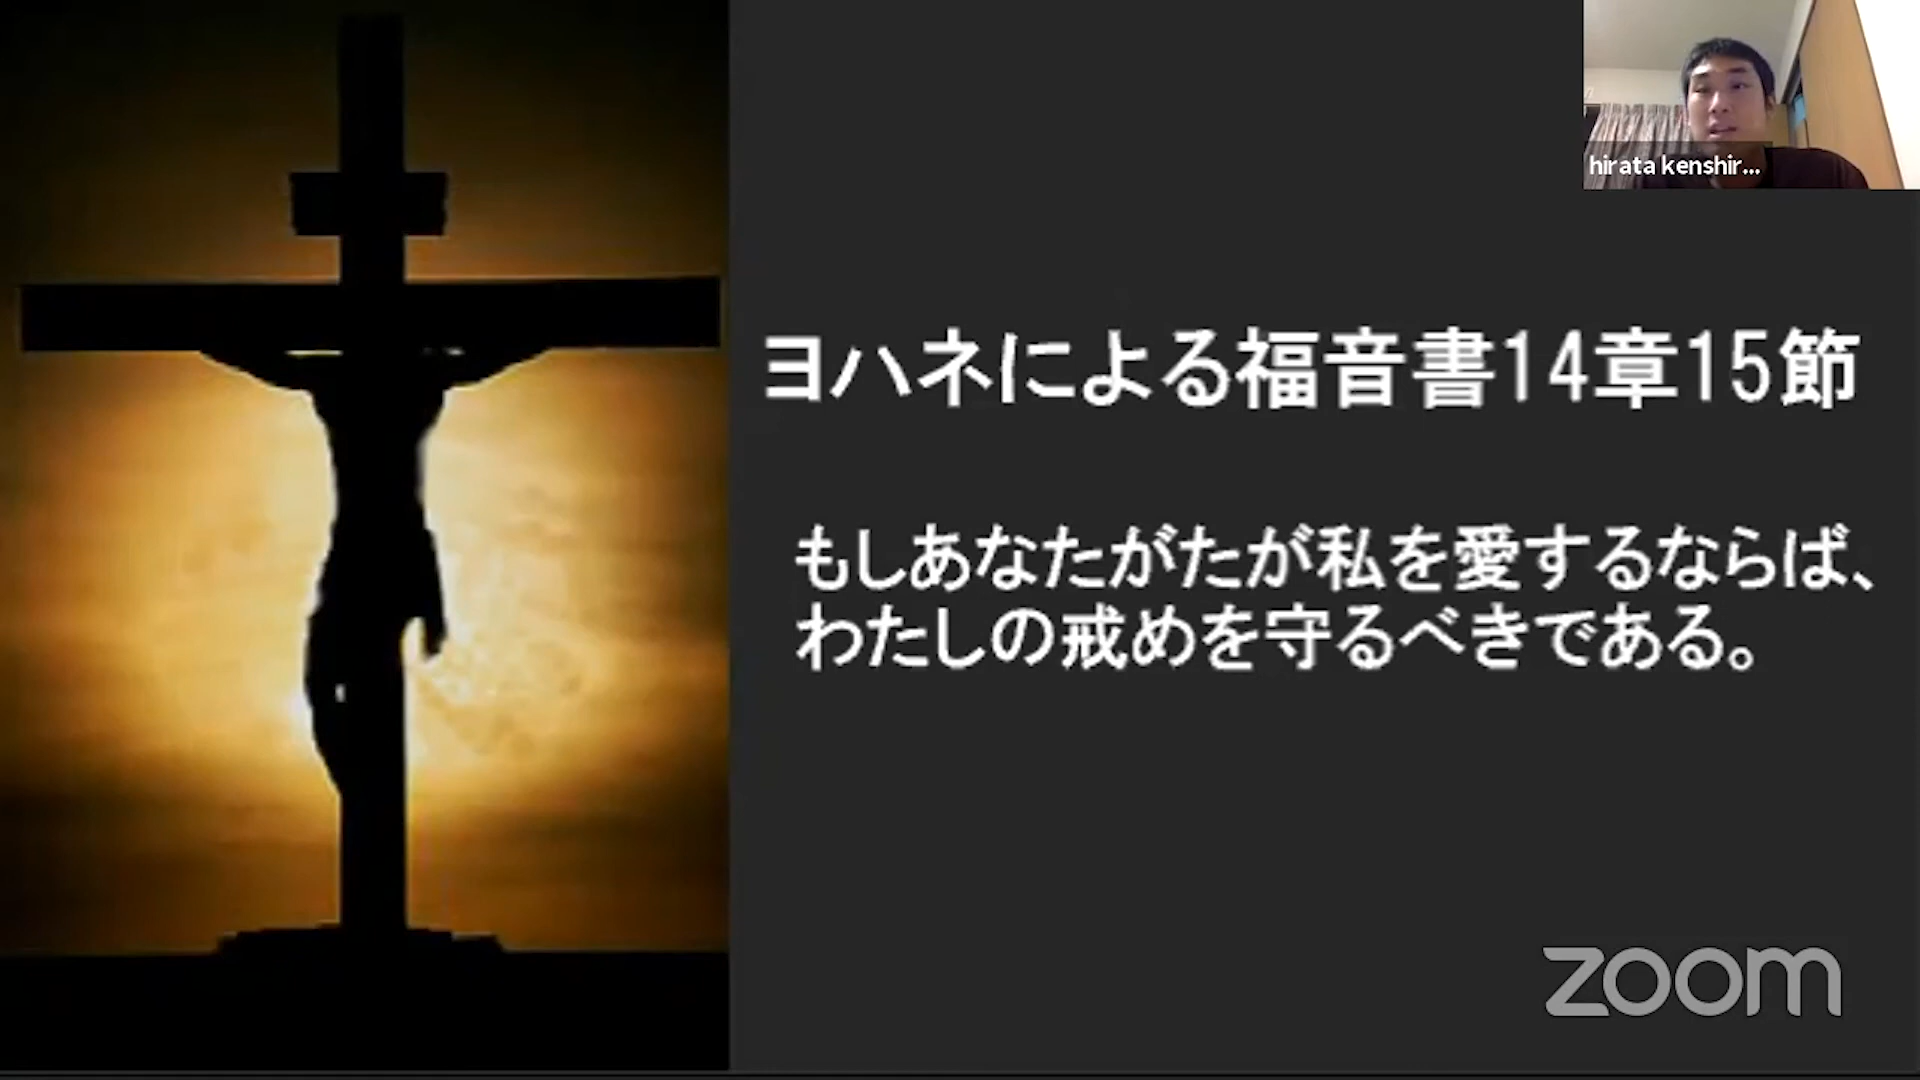 hirata kenshir...
ヨハネによる福音書14章15節
もしあなたがたが私を愛するならば、
わたしの戒めを守るべきである。
zoom